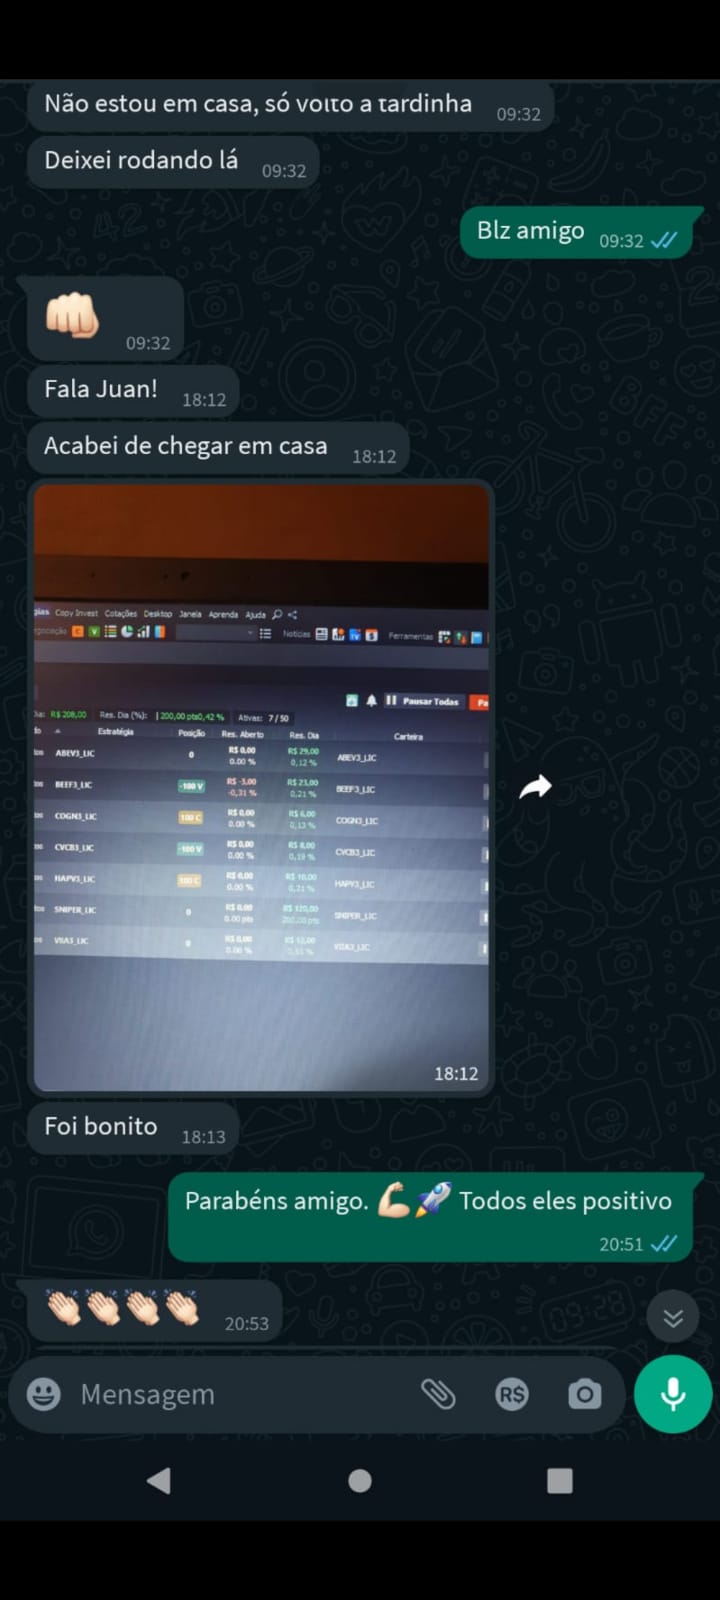 Não estou em casa, só volto a tardinha 09:32
Deixei rodando lá 09:32
Blz amigo 09:32
09:32
Fala Juan! 18:12
Acabei de chegar em casa 18:12
Copy Invest Cotações Desktop Janela Aprenda Ajuda
Notícias Ferramentas
Pausar Todas
R$ 208,00 Res. Dia (%): 200,00 pts0,42 % Ativas: 7 / 50
Estratégia Posição Res. Aberto Res. Dia Carteira
ABEV3_LIC 0 R$ 0,00 R$ 29,00 ABEV3_LIC
0.00 % 0,12 %
BEEF3_LIC -100 V R$ -3,00 R$ 23,00 BEEF3_LIC
-0,31 % 0,21 %
COGN3_LIC 100 C R$ 0,00 R$ 6,00 COGN3_LIC
0.00 % 0,13 %
CVCB3_LIC -100 V R$ 0,00 R$ 8,00 CVCB3_LIC
0.00 % 0,19 %
HAPV3_LIC 100 C R$ 0,00 R$ 10,00 HAPV3_LIC
0.00 % 0,21 %
SNIPER_LIC 0 R$ 0,00 R$ 120,00 SNIPER_LIC
0.00 pts 200,00 pts
VIIA3_LIC 0 R$ 0,00 R$ 12,00 VIIA3_LIC
0.00 %
18:12
Foi bonito 18:13
Parabéns amigo. 💪🏻🚀 Todos eles positivo
20:51
👏🏻👏🏻👏🏻👏🏻 20:53
Mensagem
R$